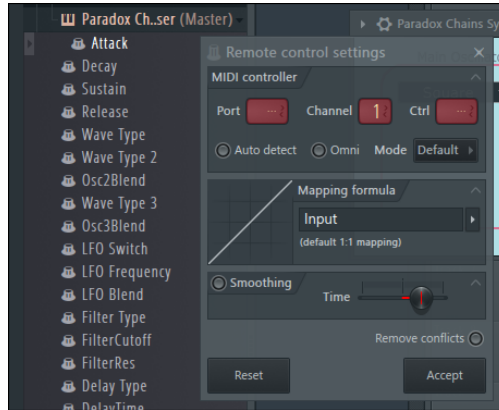 Paradox Ch..ser (Master)
Paradox Chains Sy
Attack
Decay
Sustain
Release
Wave Type
Wave Type 2
Osc2Blend
Wave Type 3
Osc3Blend
LFO Switch
LFO Frequency
LFO Blend
Filter Type
FilterCutoff
FilterRes
Delay Type
DelayTime
Remote control settings
MIDI controller
Port --- Channel 1 Ctrl ---
Auto detect Omni Mode Default
Mapping formula
Input
(default 1:1 mapping)
Smoothing
Time
Remove conflicts
Reset Accept